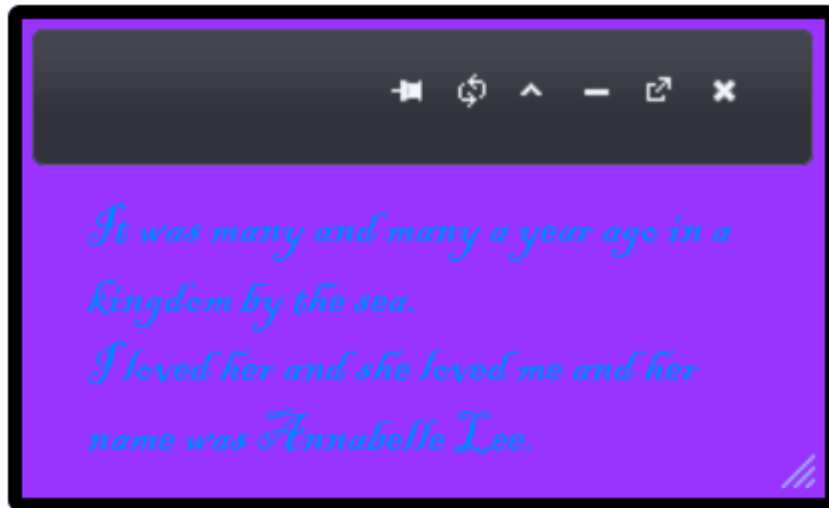 It was many and many a year ago in a
kingdom by the sea.
I loved her and she loved me and her
name was Annabelle Lee.